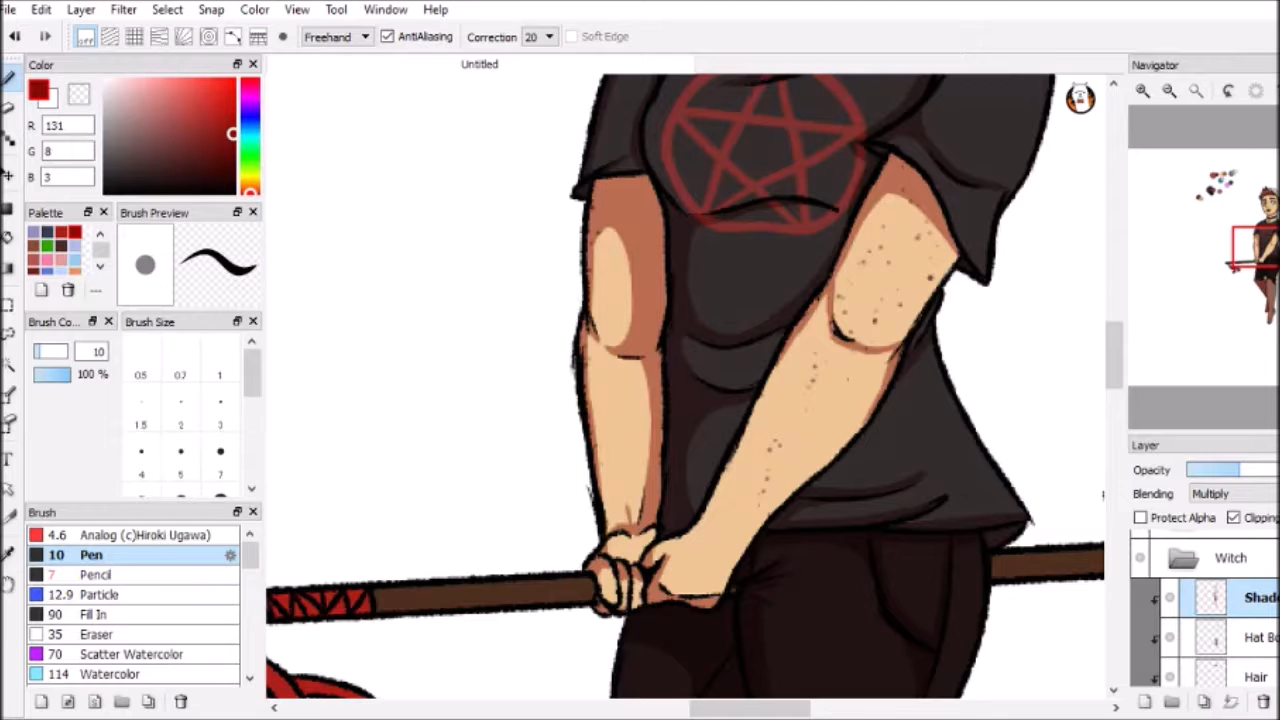 File Edit Layer Filter Select Snap Color View Tool Window Help
off Freehand AntiAliasing Correction 20 Soft Edge
Untitled
Color
R 131
G 8
B 3
Palette Brush Preview
Brush Co... Brush Size
10
100 %
0.5 0.7 1
1.5 2 3
4 5 7
Brush
4.6 Analog (c)Hiroki Ugawa)
10 Pen
7 Pencil
12.9 Particle
90 Fill In
35 Eraser
70 Scatter Watercolor
114 Watercolor
Navigator
Layer
Opacity
Blending Multiply
Protect Alpha Clipping
Witch
Shade
Hat Bo
Hair